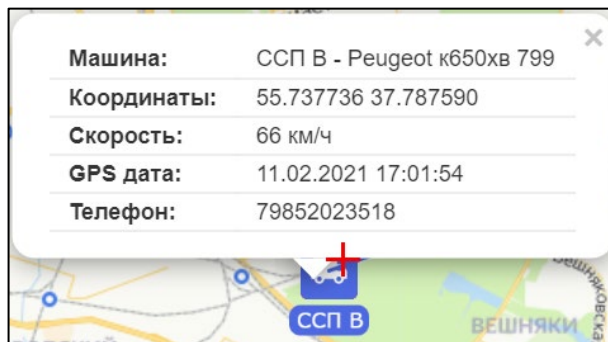 Машина: ССП В - Peugeot к650хв 799
Координаты: 55.737736 37.787590
Скорость: 66 км/ч
GPS дата: 11.02.2021 17:01:54
Телефон: 79852023518
ССП В
ВЕШНЯКИ